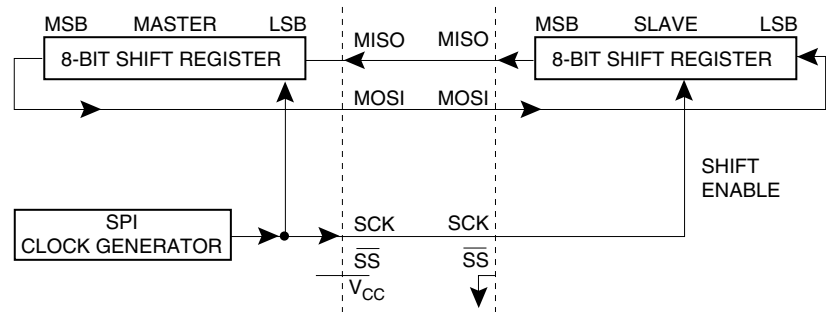 MSB MASTER LSB
8-BIT SHIFT REGISTER
MISO
MISO
MSB SLAVE LSB
8-BIT SHIFT REGISTER
MOSI
MOSI
SHIFT
ENABLE
SPI
CLOCK GENERATOR
SCK
SCK
SS
SS
VCC